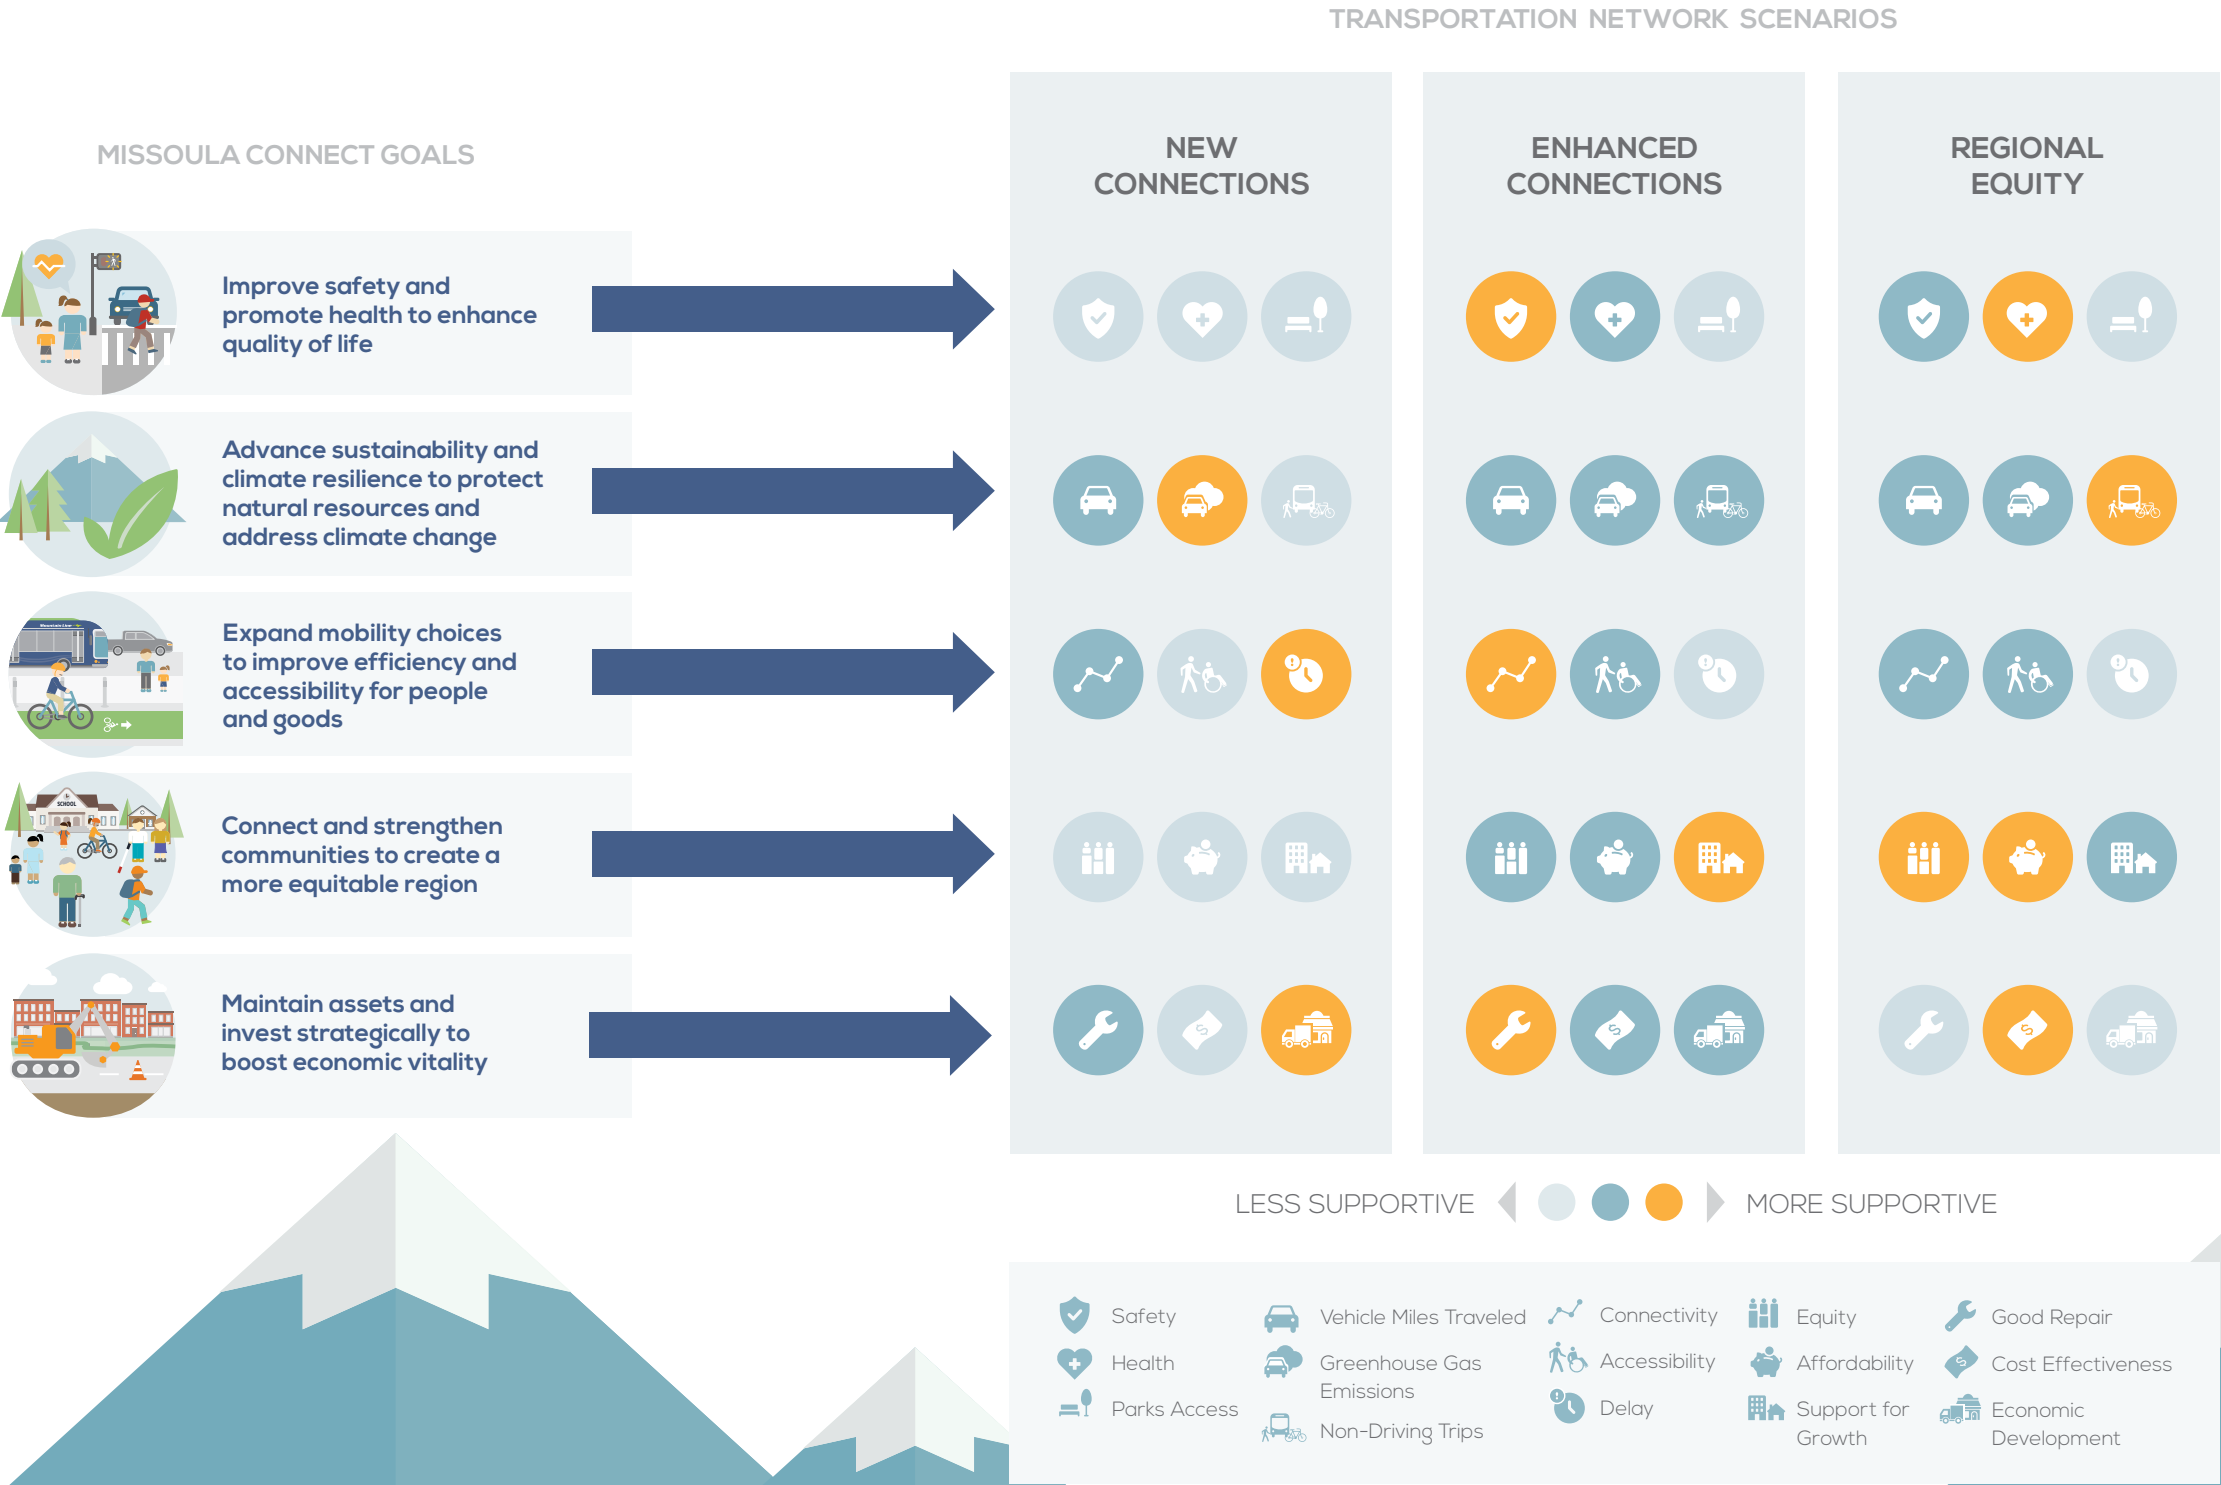 TRANSPORTATION NETWORK SCENARIOS
MISSOULA CONNECT GOALS
NEW
CONNECTIONS
ENHANCED
CONNECTIONS
REGIONAL
EQUITY
Improve safety and
promote health to enhance
quality of life
Advance sustainability and
climate resilience to protect
natural resources and
address climate change
Mountain Line
Expand mobility choices
to improve efficiency and
accessibility for people
and goods
SCHOOL
Connect and strengthen
communities to create a
more equitable region
Maintain assets and
invest strategically to
boost economic vitality
LESS SUPPORTIVE
MORE SUPPORTIVE
Safety
Health
Parks Access
Vehicle Miles Traveled
Greenhouse Gas
Emissions
Non-Driving Trips
Connectivity
Accessibility
Delay
Equity
Affordability
Support for
Growth
Good Repair
Cost Effectiveness
Economic
Development